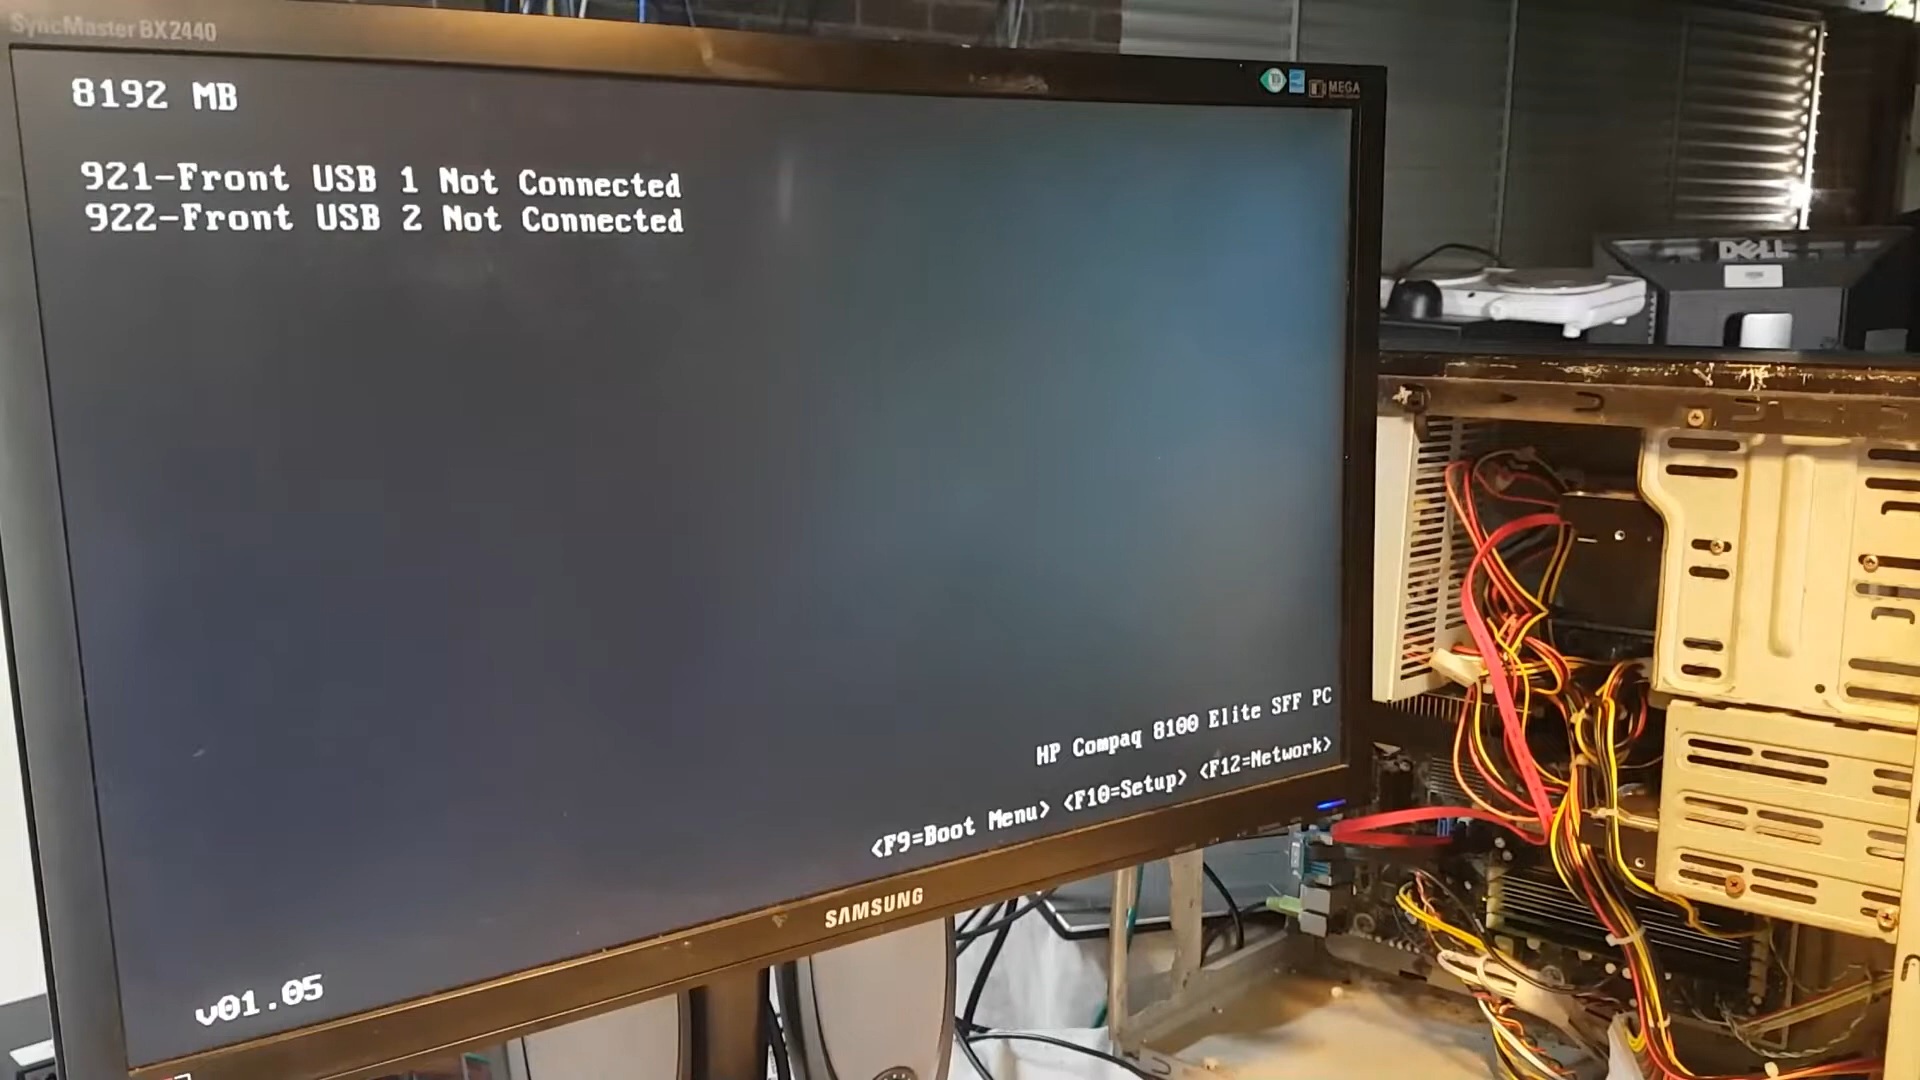 SyncMaster BX2440
MEGA
8192 MB
921-Front USB 1 Not Connected
922-Front USB 2 Not Connected
DELL
HP Compaq 8100 Elite SFF PC
<F9=Boot Menu> <F10=Setup> <F12=Network>
SAMSUNG
v01.05